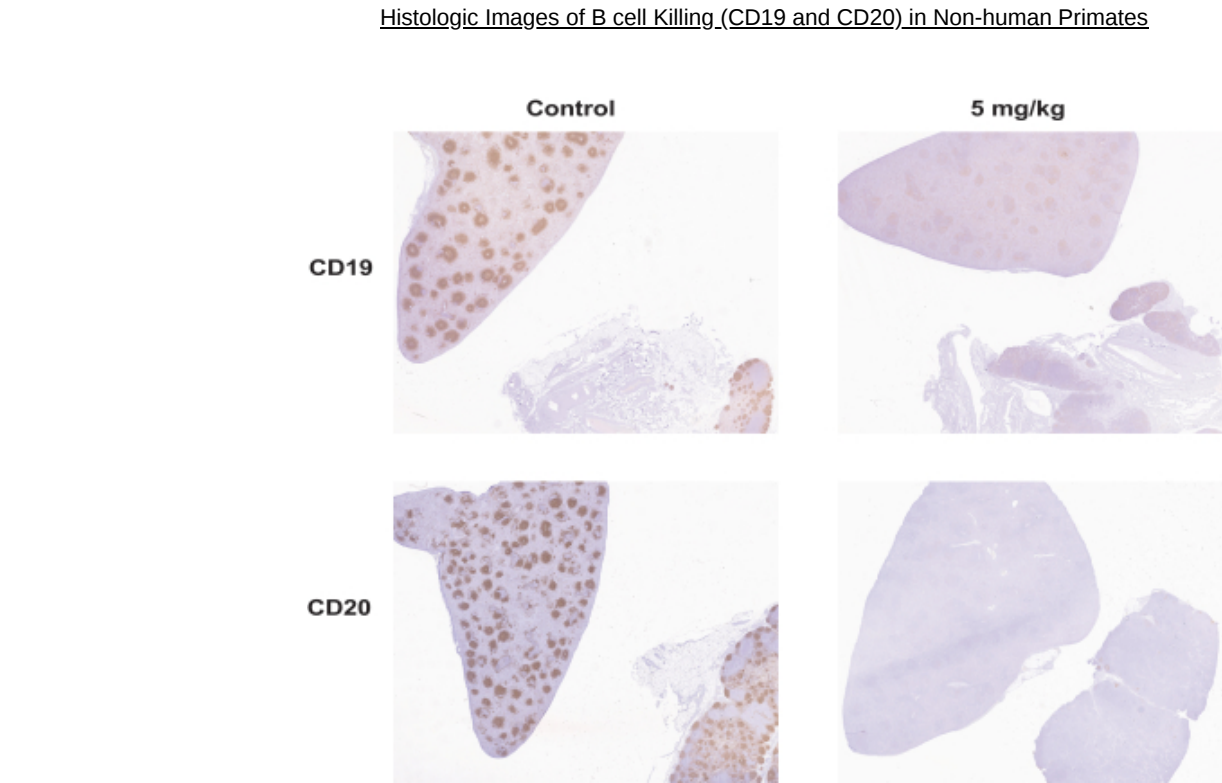 Histologic Images of B cell Killing (CD19 and CD20) in Non-human Primates
Control
5 mg/kg
CD19
CD20